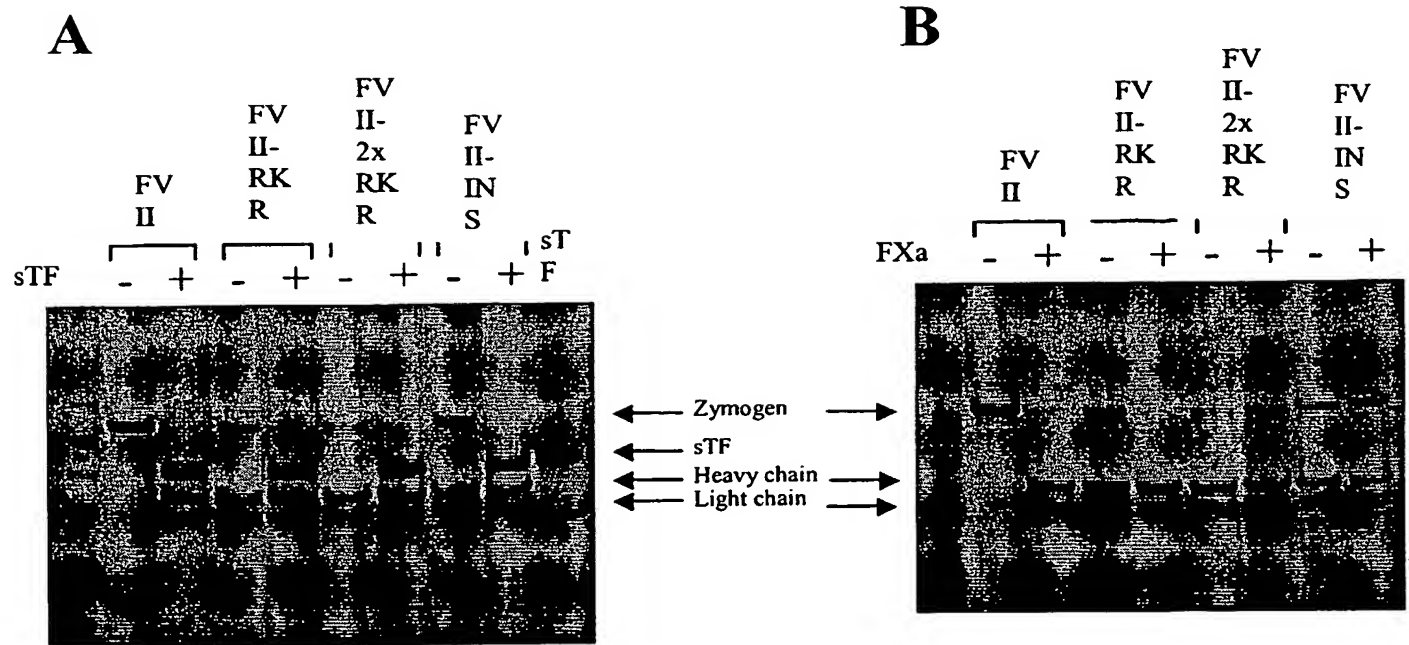 A
FV
II
FV
II-
RK
R
FV
II-
2x
RK
R
FV
II-
IN
S
sTF - + - + - + - + sT
F
Zymogen
sTF
Heavy chain
Light chain
B
FV
II
FV
II-
RK
R
FV
II-
2x
RK
R
FV
II-
IN
S
FXa - + - + - + - +